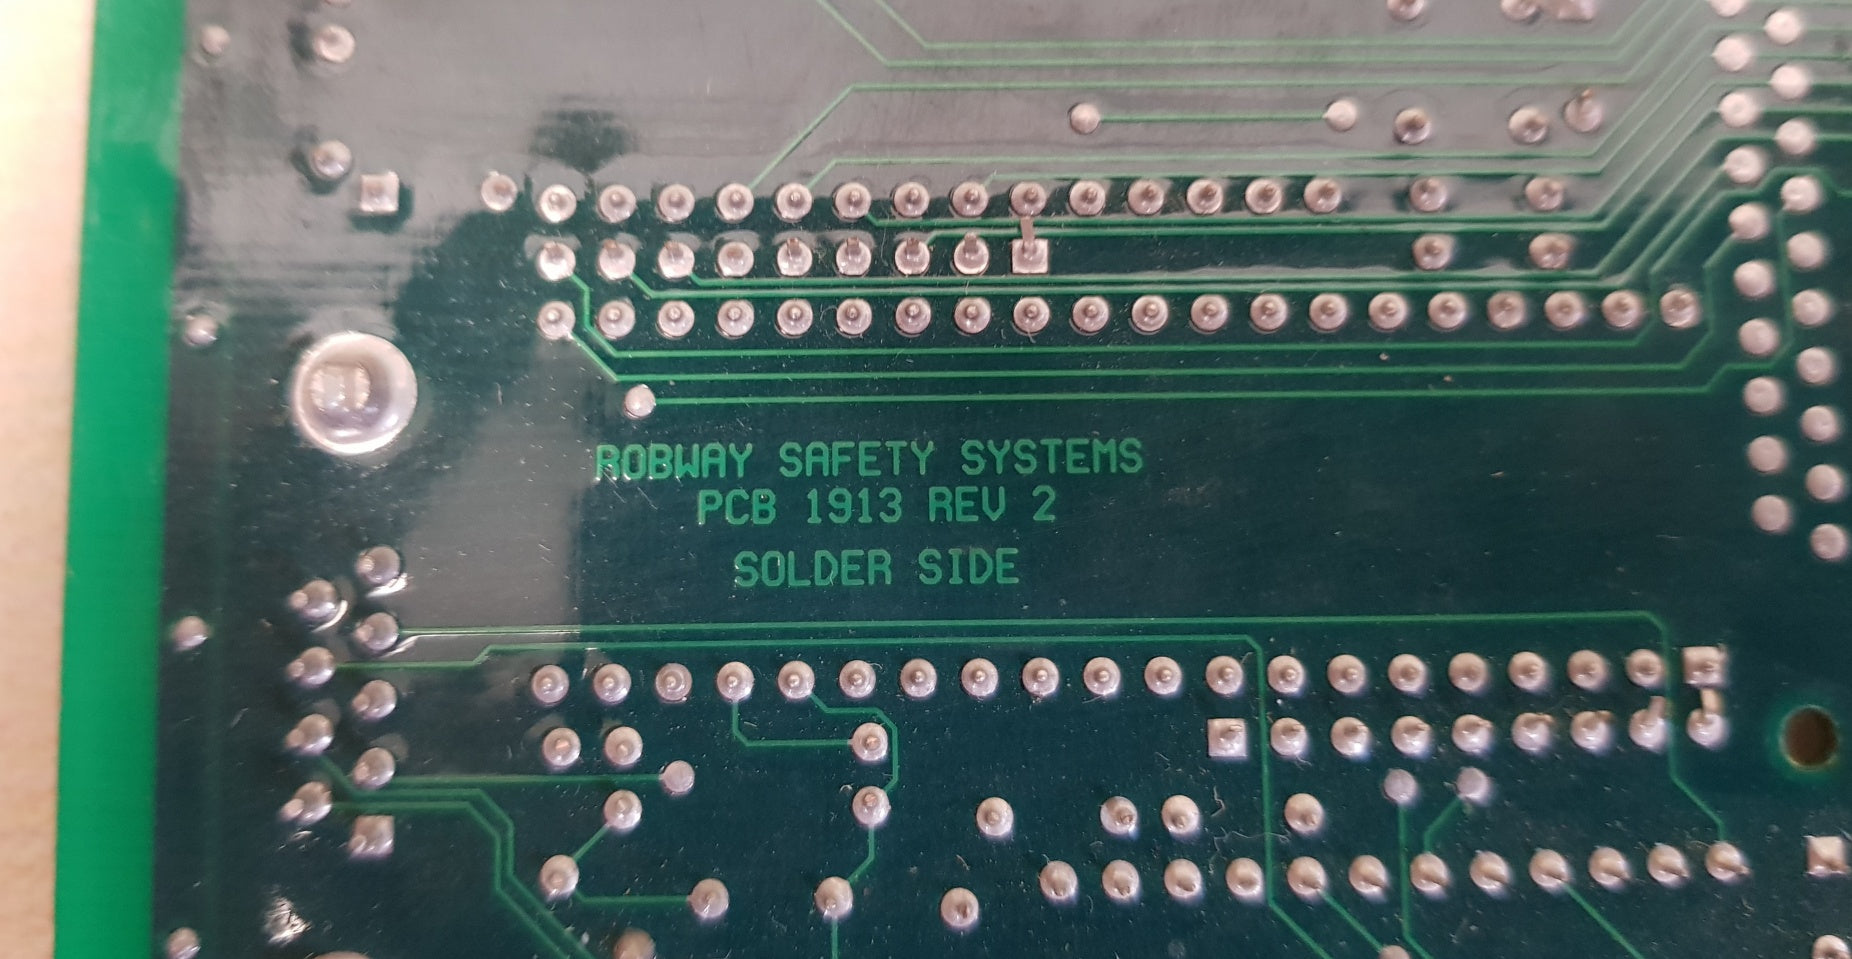 ROBWAY SAFETY SYSTEMS
PCB 1913 REV 2
SOLDER SIDE